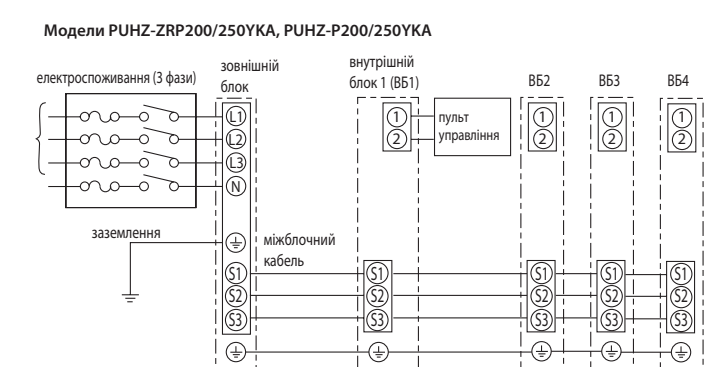 Модели PUHZ-ZRP200/250YKA, PUHZ-P200/250YKA
електроспоживання (3 фази)
зовнішній
блок
внутрішній
блок 1 (ВБ1)
ВБ2
ВБ3
ВБ4
L1
L2
L3
N
1
2
пульт
управління
1
2
1
2
1
2
заземлення
міжблочний
кабель
S1
S2
S3
S1
S2
S3
S1
S2
S3
S1
S2
S3
S1
S2
S3